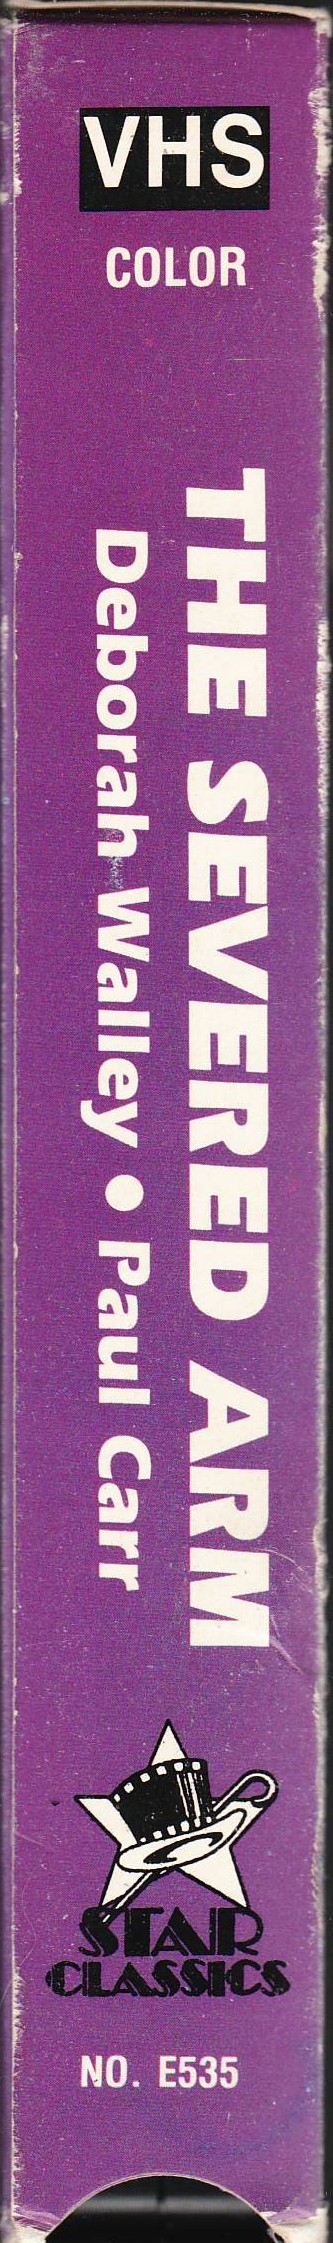 VHS
COLOR
THE SEVERED ARM
Deborah Walley • Paul Carr
STAR
CLASSICS
NO. E535